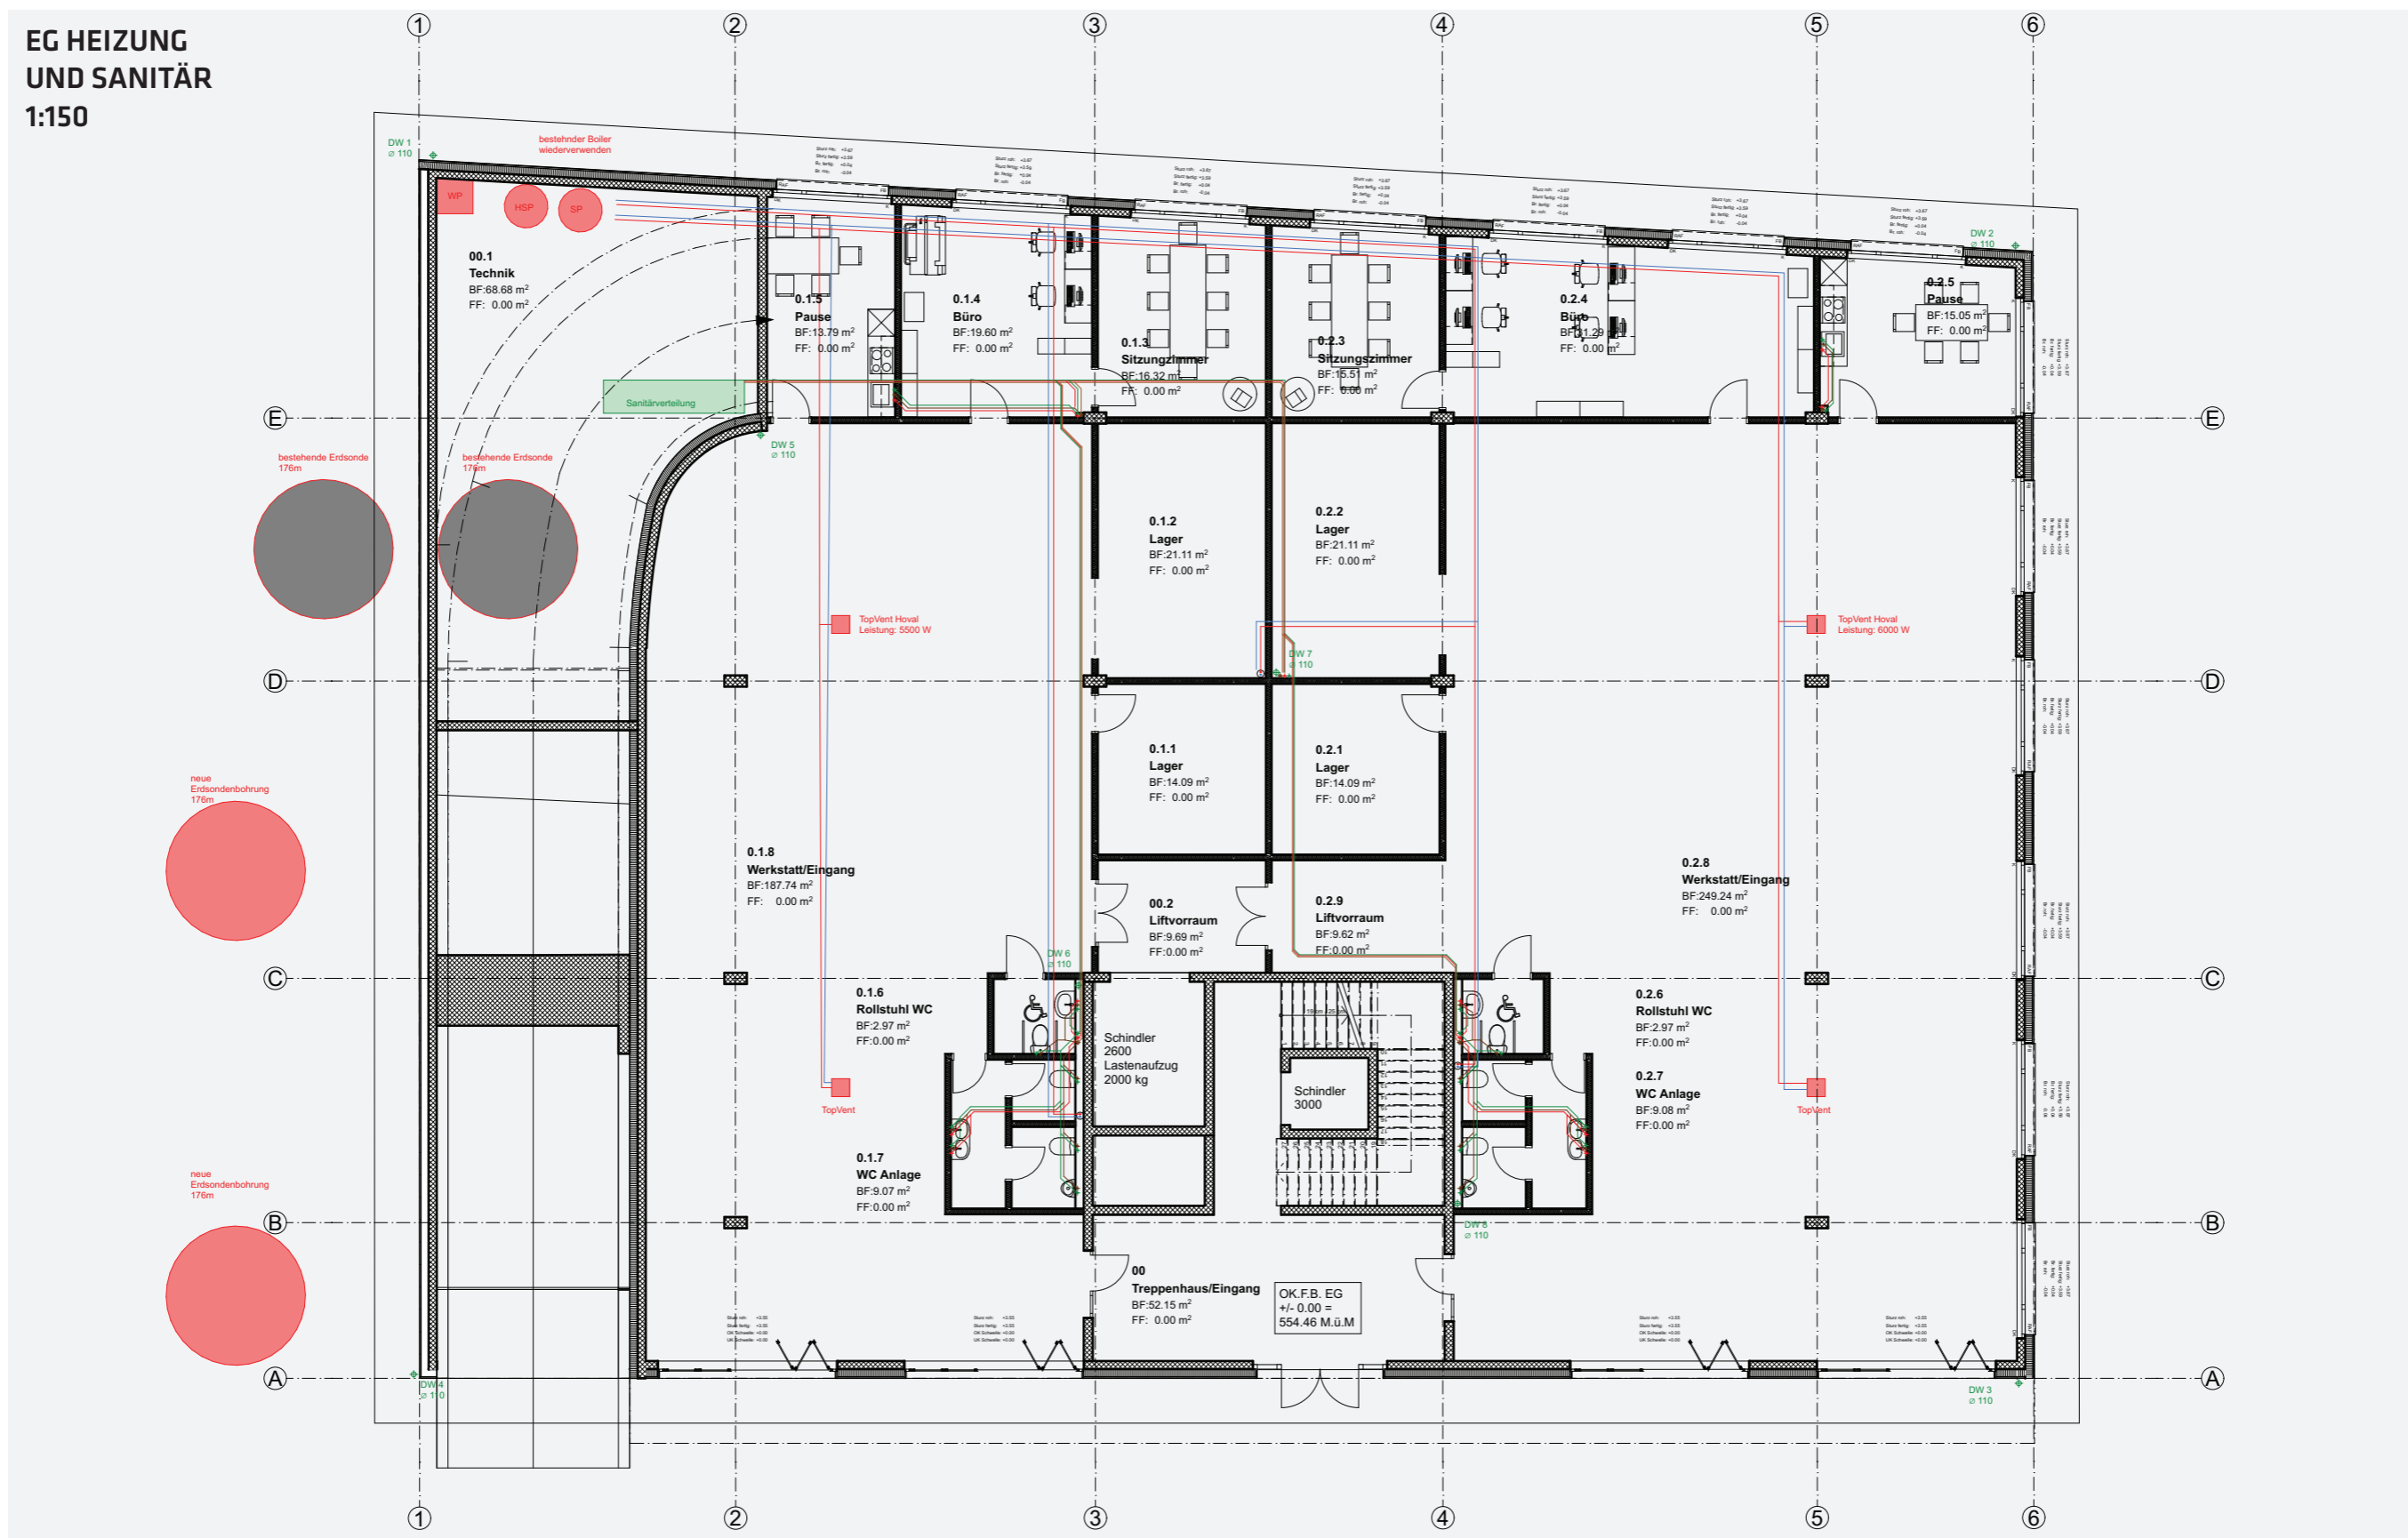 EG HEIZUNG
UND SANITÄR
1:150
1
2
3
4
5
6
DW 1
⌀ 110
bestehnder Boiler
wiederverwenden
WP
HSP
SP
DW 2
⌀ 110
00.1
Technik
BF:68.68 m²
FF: 0.00 m²
0.1.5
Pause
BF:13.79 m²
FF: 0.00 m²
0.1.4
Büro
BF:19.60 m²
FF: 0.00 m²
0.1.3
Sitzungzimmer
BF:16.32 m²
FF: 0.00 m²
0.2.3
Sitzungszimmer
BF:15.51 m²
FF: 0.00 m²
0.2.4
Büro
BF:31.29 m²
FF: 0.00 m²
0.2.5
Pause
BF:15.05 m²
FF: 0.00 m²
Sanitärverteilung
E
E
DW 5
⌀ 110
bestehende Erdsonde
176m
bestehende Erdsonde
176m
0.1.2
Lager
BF:21.11 m²
FF: 0.00 m²
0.2.2
Lager
BF:21.11 m²
FF: 0.00 m²
TopVent Hoval
Leistung: 5500 W
TopVent Hoval
Leistung: 6000 W
DW 7
⌀ 110
D
D
0.1.1
Lager
BF:14.09 m²
FF: 0.00 m²
0.2.1
Lager
BF:14.09 m²
FF: 0.00 m²
neue
Erdsondenbohrung
176m
0.1.8
Werkstatt/Eingang
BF:187.74 m²
FF: 0.00 m²
0.2.8
Werkstatt/Eingang
BF:249.24 m²
FF: 0.00 m²
00.2
Liftvorraum
BF:9.69 m²
FF:0.00 m²
0.2.9
Liftvorraum
BF:9.62 m²
FF:0.00 m²
DW 6
⌀ 110
C
C
0.1.6
Rollstuhl WC
BF:2.97 m²
FF:0.00 m²
0.2.6
Rollstuhl WC
BF:2.97 m²
FF:0.00 m²
Schindler
2600
Lastenaufzug
2000 kg
Schindler
3000
0.2.7
WC Anlage
BF:9.08 m²
FF:0.00 m²
TopVent
TopVent
0.1.7
WC Anlage
BF:9.07 m²
FF:0.00 m²
neue
Erdsondenbohrung
176m
B
B
DW 8
⌀ 110
00
Treppenhaus/Eingang
BF:52.15 m²
FF: 0.00 m²
OK.F.B. EG
+/- 0.00 =
554.46 M.ü.M
A
A
DW 4
⌀ 110
DW 3
⌀ 110
1
2
3
4
5
6